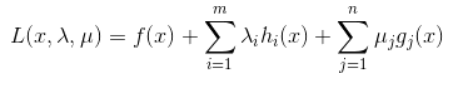 L(x, λ, μ) = f(x) + ∑_{i=1}^{m} λ_i h_i(x) + ∑_{j=1}^{n} μ_j g_j(x)